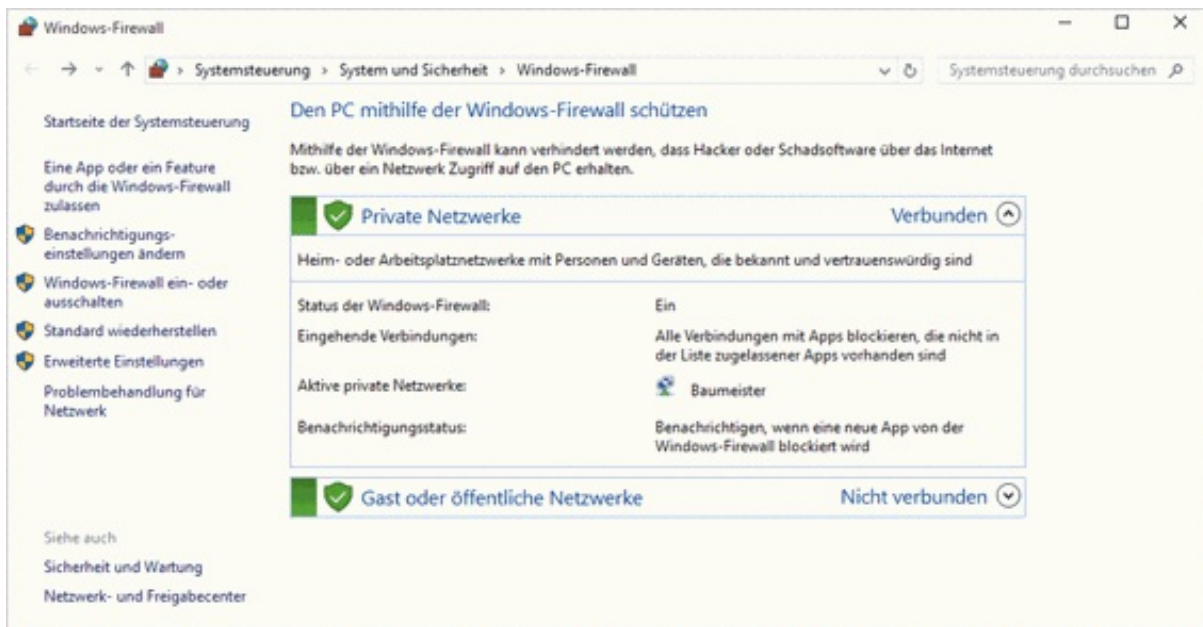 Windows-Firewall
Systemsteuerung › System und Sicherheit › Windows-Firewall
Systemsteuerung durchsuchen
Startseite der Systemsteuerung
Eine App oder ein Feature
durch die Windows-Firewall
zulassen
Benachrichtigungs-
einstellungen ändern
Windows-Firewall ein- oder
ausschalten
Standard wiederherstellen
Erweiterte Einstellungen
Problembehandlung für
Netzwerk
Siehe auch
Sicherheit und Wartung
Netzwerk- und Freigabecenter
Den PC mithilfe der Windows-Firewall schützen
Mithilfe der Windows-Firewall kann verhindert werden, dass Hacker oder Schadsoftware über das Internet
bzw. über ein Netzwerk Zugriff auf den PC erhalten.
Private Netzwerke Verbunden
Heim- oder Arbeitsplatznetzwerke mit Personen und Geräten, die bekannt und vertrauenswürdig sind
Status der Windows-Firewall: Ein
Eingehende Verbindungen: Alle Verbindungen mit Apps blockieren, die nicht in
der Liste zugelassener Apps vorhanden sind
Aktive private Netzwerke: Baumeister
Benachrichtigungsstatus: Benachrichtigen, wenn eine neue App von der
Windows-Firewall blockiert wird
Gast oder öffentliche Netzwerke Nicht verbunden